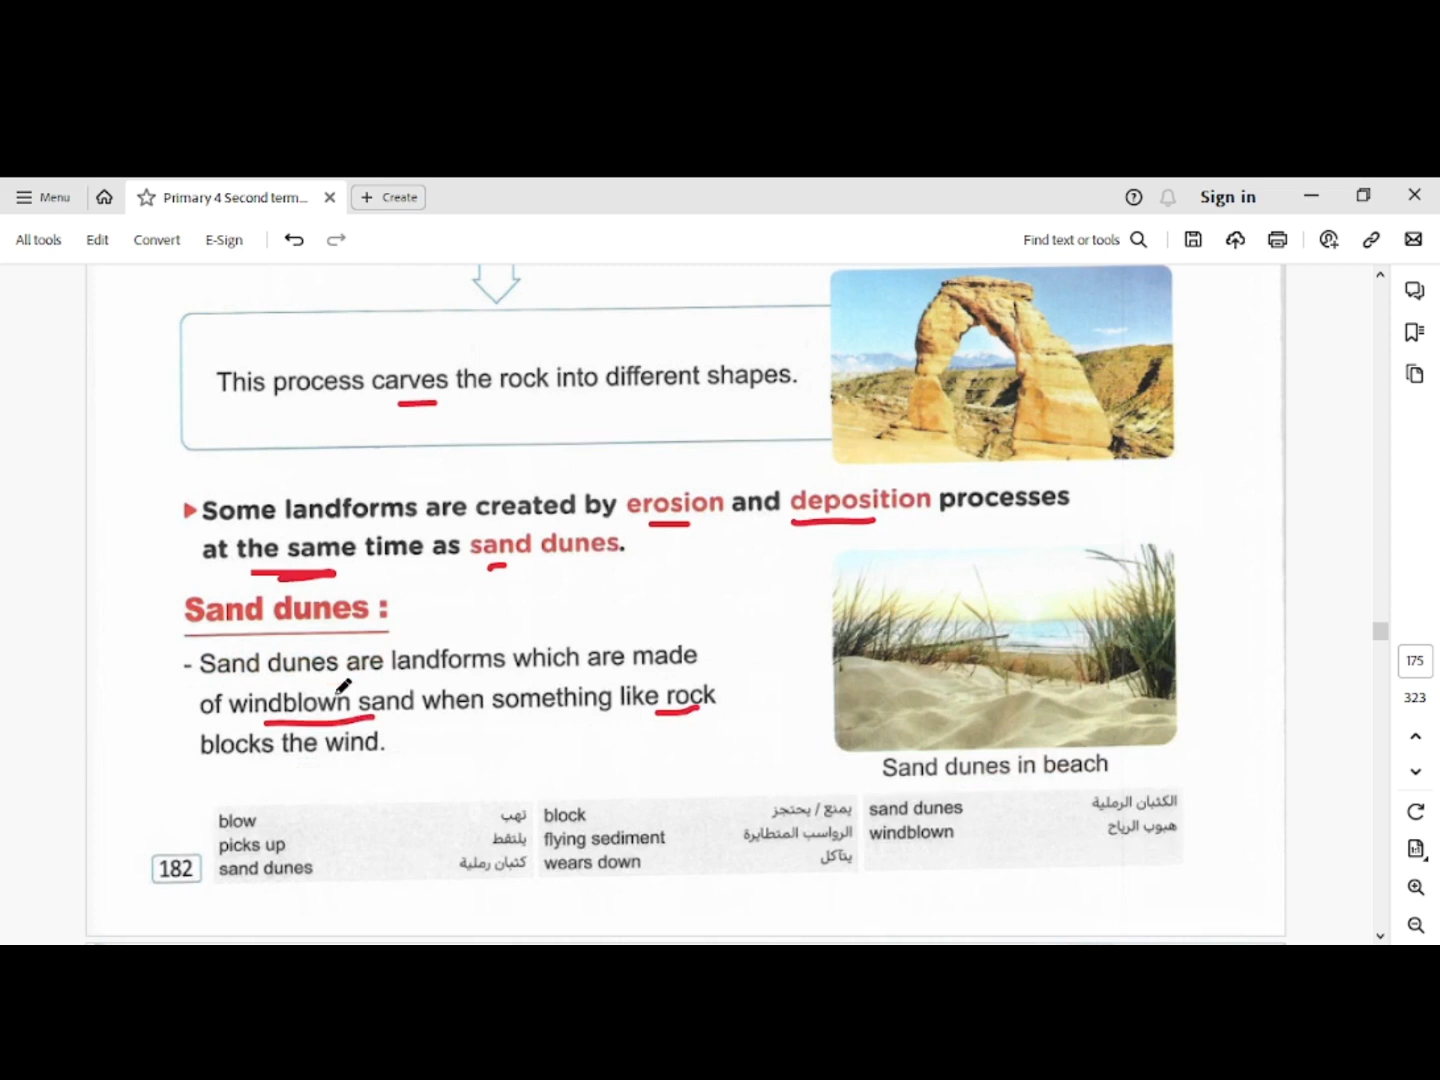 Menu
Primary 4 Second term...
Create
Sign in
All tools
Edit
Convert
E-Sign
Find text or tools
This process carves the rock into different shapes.
Some landforms are created by erosion and deposition processes
at the same time as sand dunes.
Sand dunes :
- Sand dunes are landforms which are made
of windblown sand when something like rock
blocks the wind.
Sand dunes in beach
blow تهب
picks up يلتقط
sand dunes كثبان رملية
block يمنع / يحتجز
flying sediment الرواسب المتطايرة
wears down يتآكل
sand dunes الكثبان الرملية
windblown هبوب الرياح
182
175
323